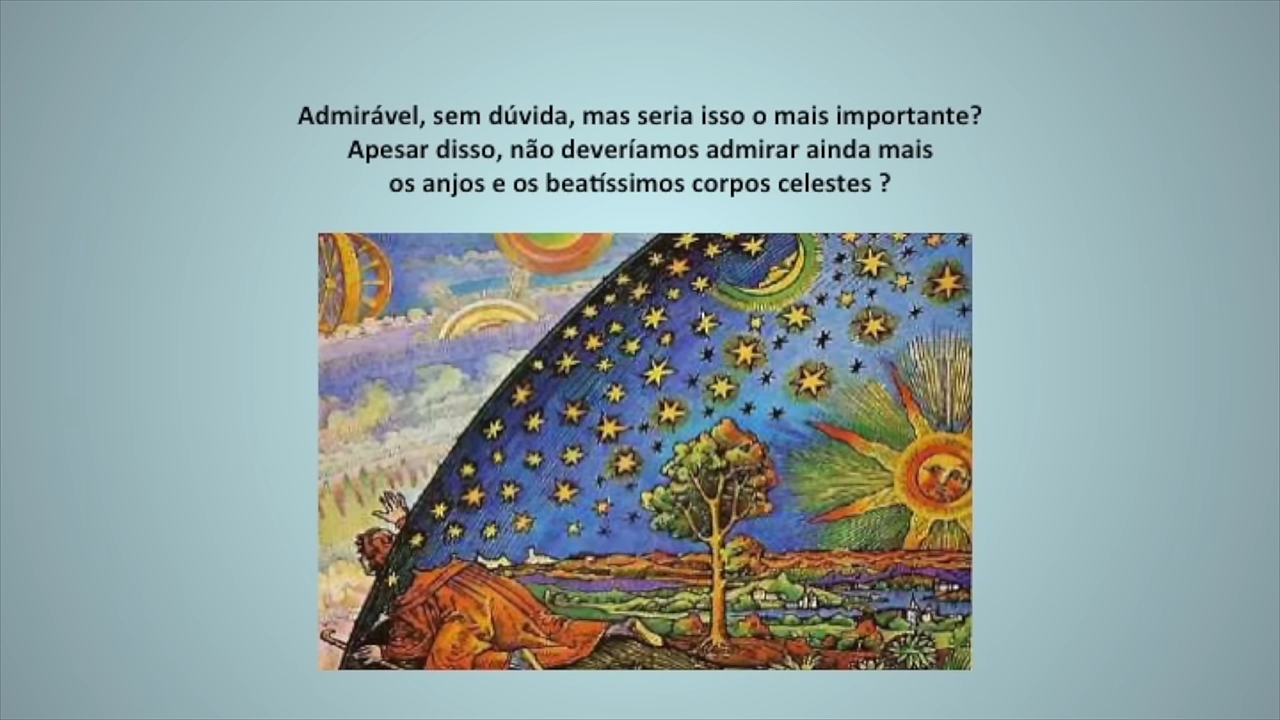 Admirável, sem dúvida, mas seria isso o mais importante?
Apesar disso, não deveríamos admirar ainda mais
os anjos e os beatíssimos corpos celestes ?